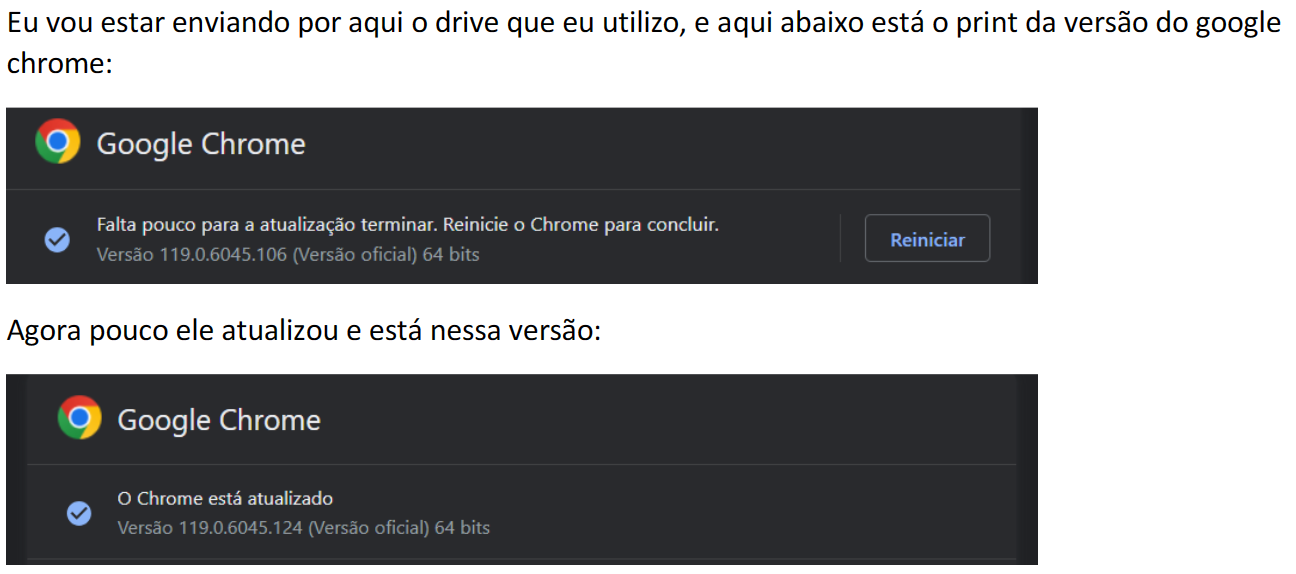 Eu vou estar enviando por aqui o drive que eu utilizo, e aqui abaixo está o print da versão do google
chrome:
Google Chrome
Falta pouco para a atualização terminar. Reinicie o Chrome para concluir.
Versão 119.0.6045.106 (Versão oficial) 64 bits
Reiniciar
Agora pouco ele atualizou e está nessa versão:
Google Chrome
O Chrome está atualizado
Versão 119.0.6045.124 (Versão oficial) 64 bits